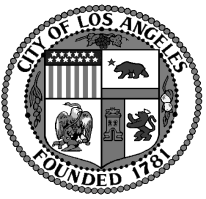 CITY OF LOS ANGELES
FOUNDED 1781